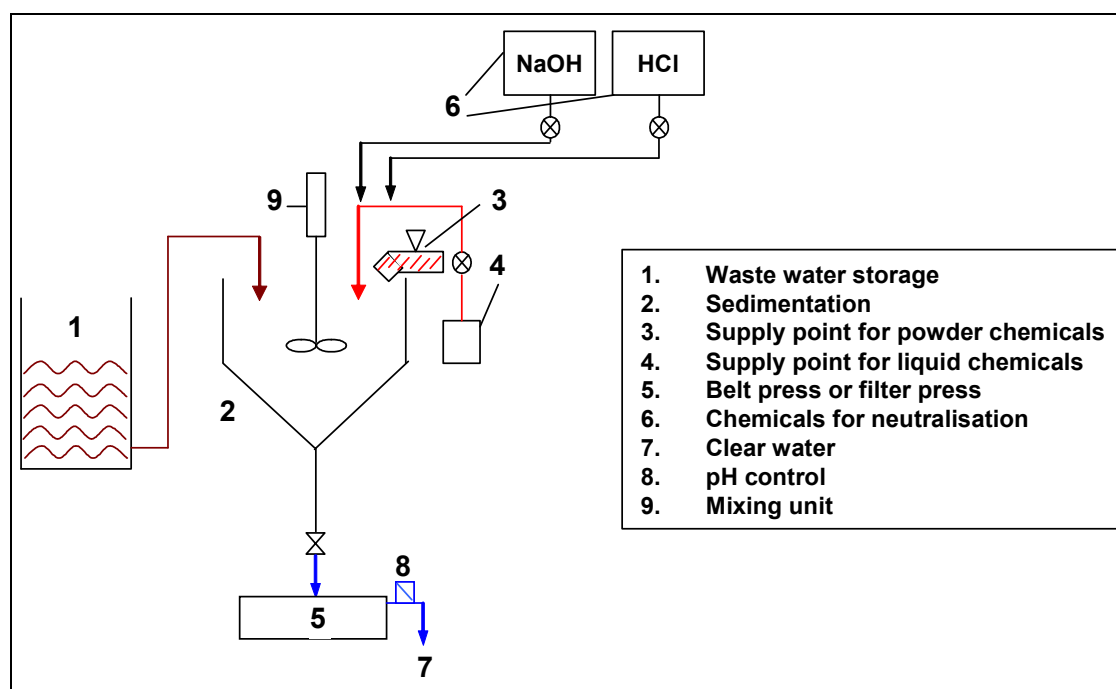 NaOH
HCl
6
9
3
4
1
2
8
5
7
1. Waste water storage
2. Sedimentation
3. Supply point for powder chemicals
4. Supply point for liquid chemicals
5. Belt press or filter press
6. Chemicals for neutralisation
7. Clear water
8. pH control
9. Mixing unit